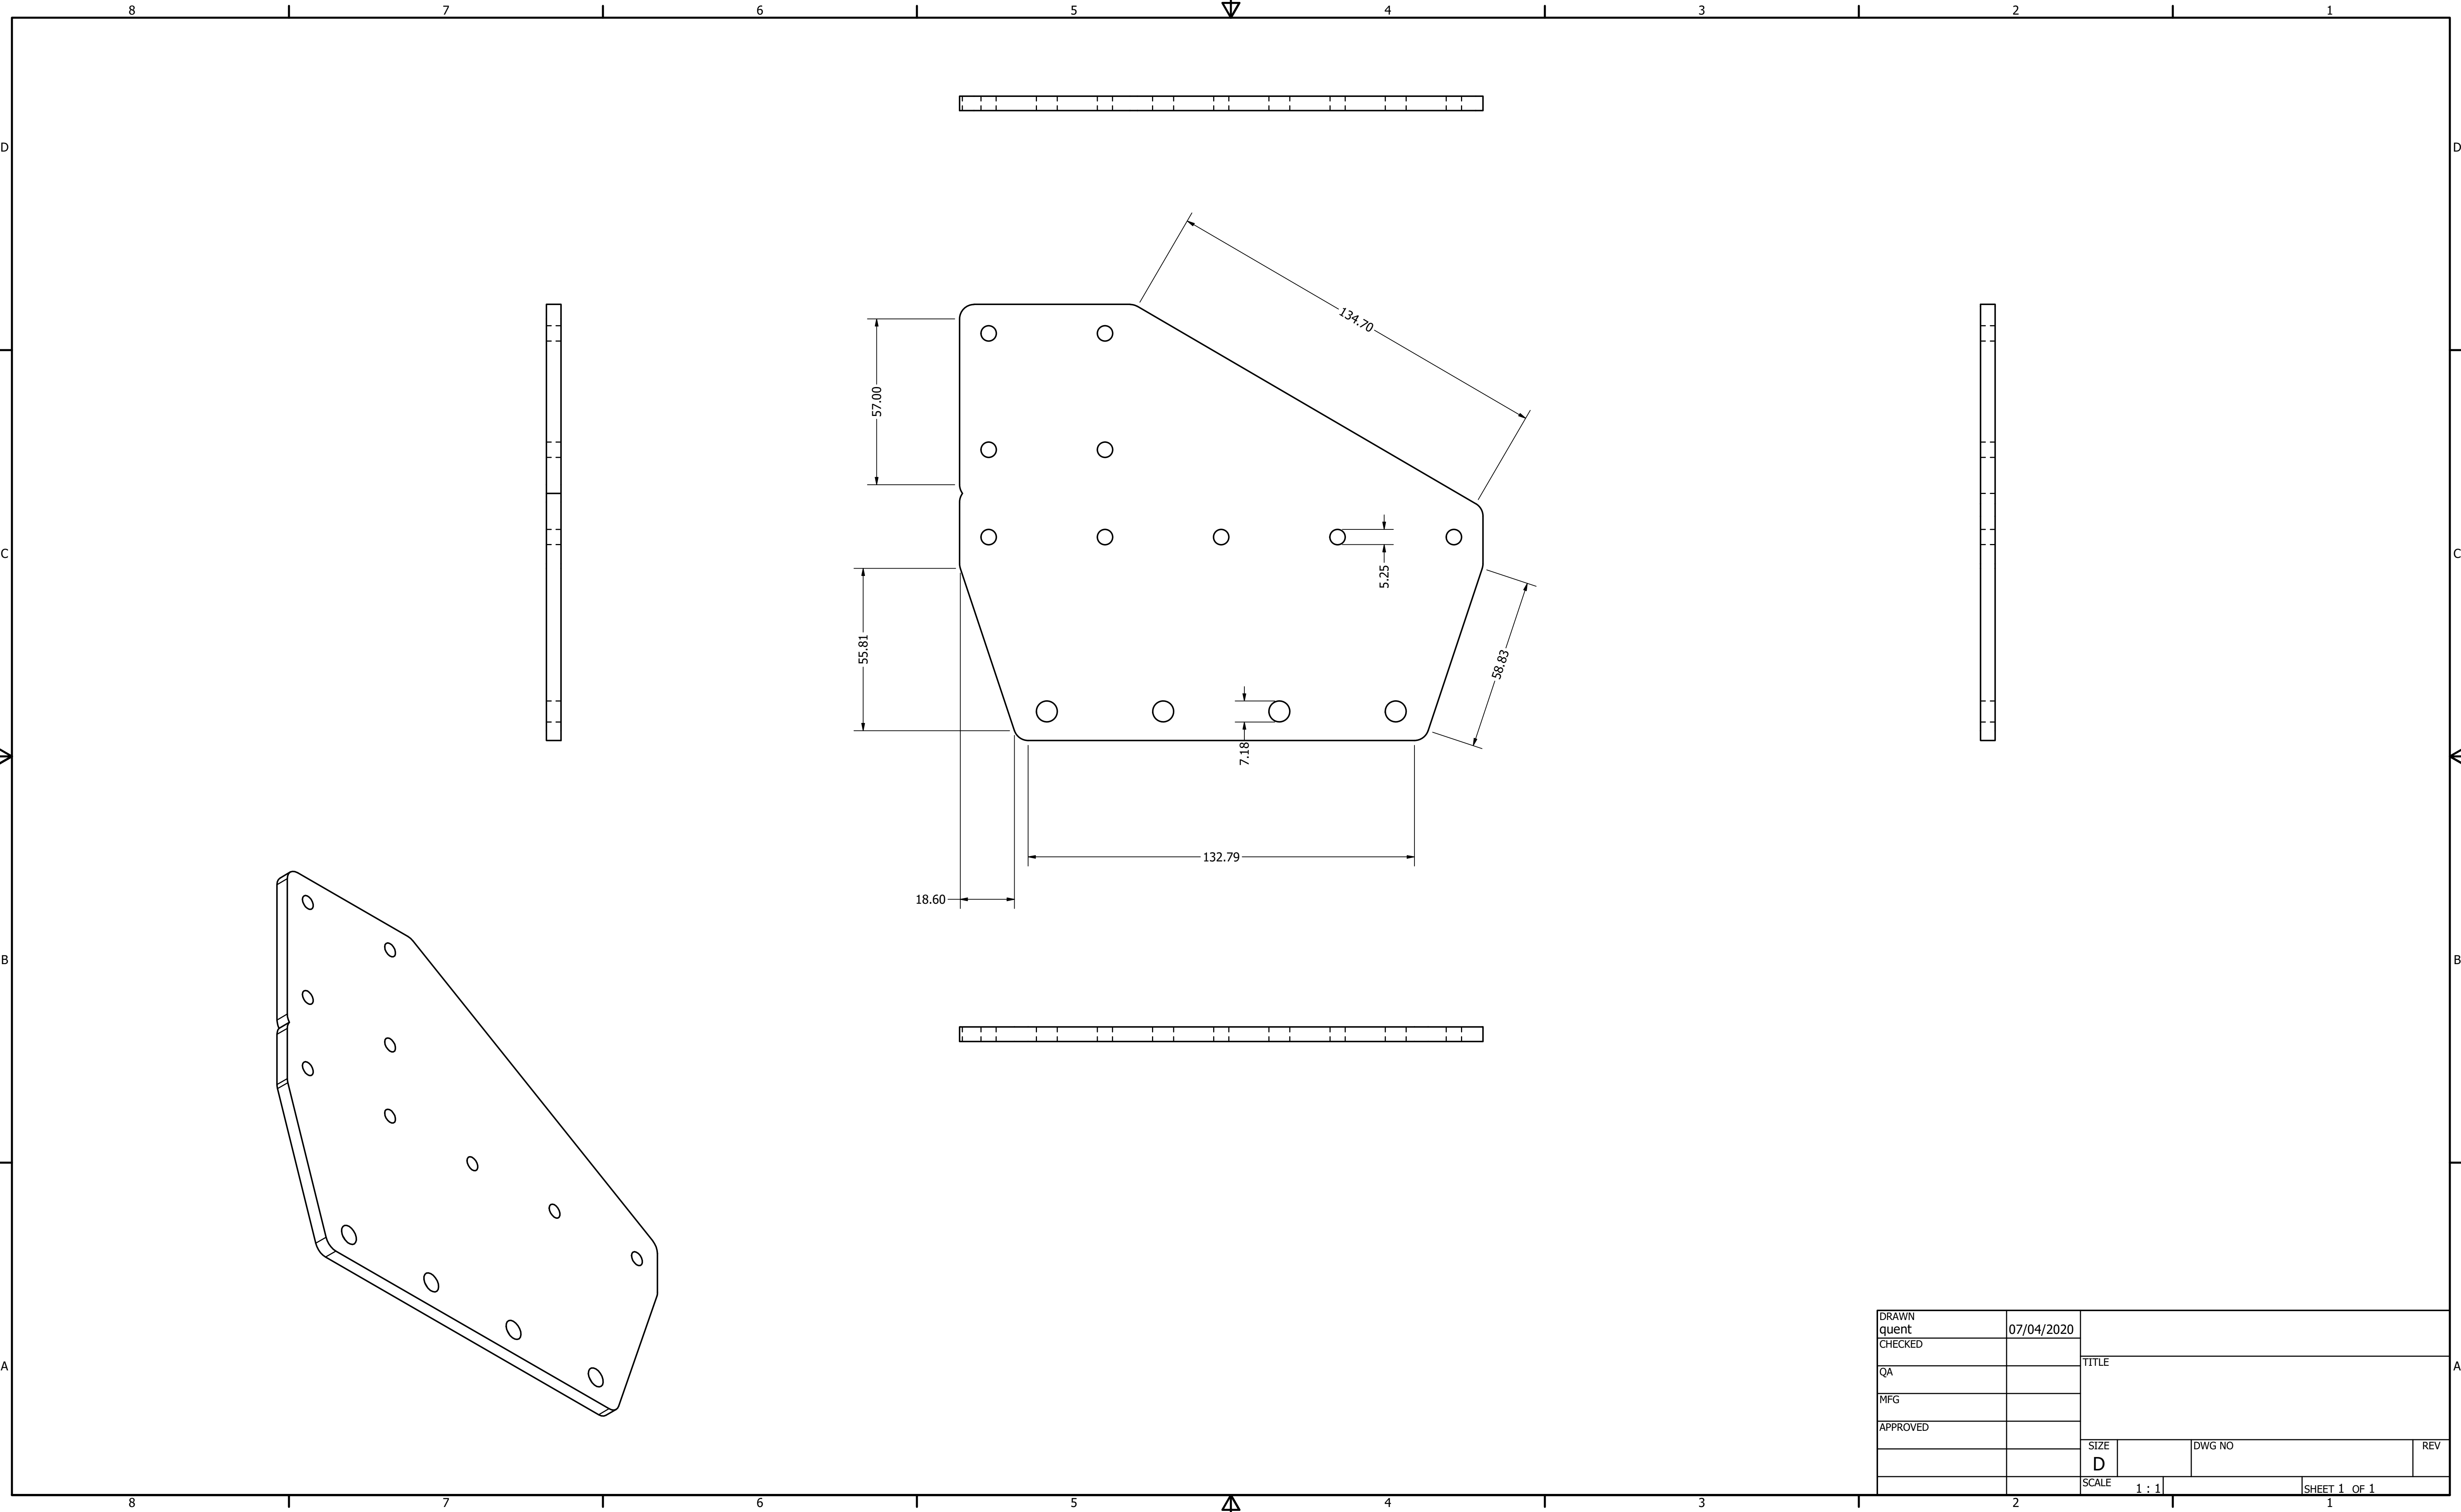 8 7 6 5 4 3 2 1
D D
134.70
57.00
C C
5.25
55.81
58.83
7.18
132.79
18.60
B B
DRAWN
quent 07/04/2020
CHECKED
TITLE
A A
QA
MFG
APPROVED
SIZE DWG NO REV
D
SCALE 1 : 1 SHEET 1 OF 1
8 7 6 5 4 3 2 1